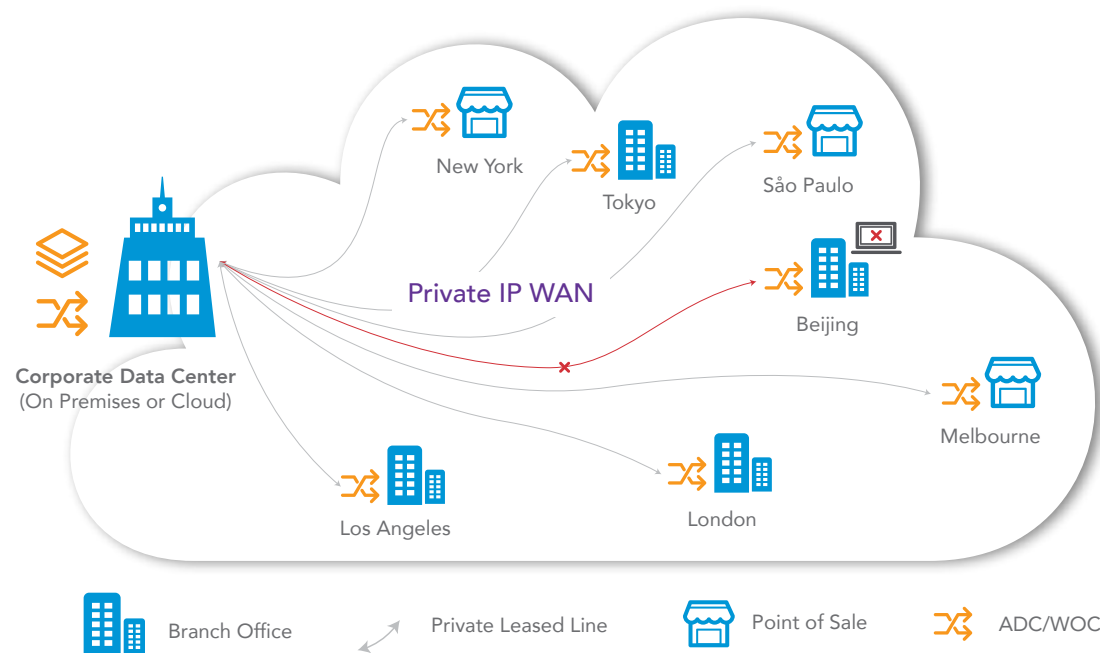 New York
Tokyo
Såo Paulo
Private IP WAN
Beijing
Corporate Data Center
(On Premises or Cloud)
Melbourne
Los Angeles
London
Branch Office
Private Leased Line
Point of Sale
ADC/WOC